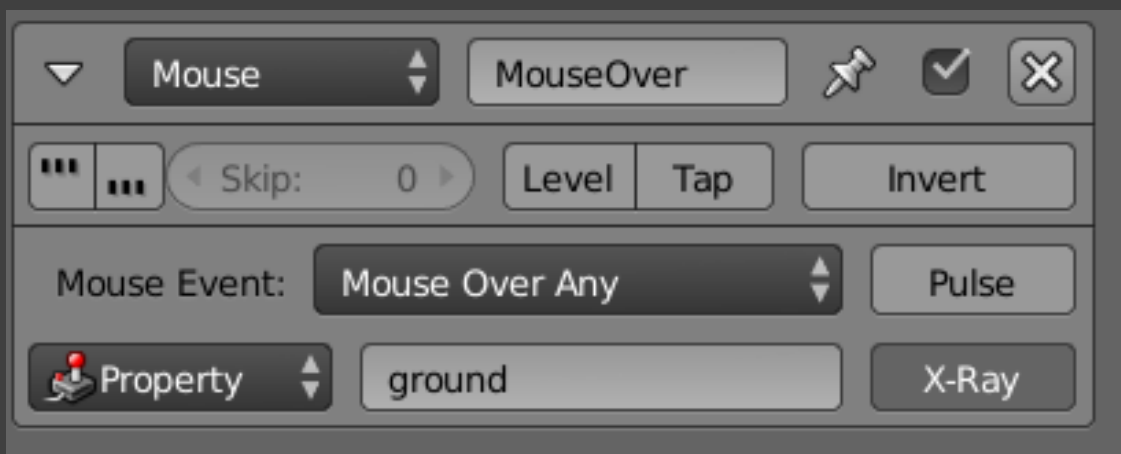 Mouse MouseOver
Skip: 0 Level Tap Invert
Mouse Event: Mouse Over Any Pulse
Property ground X-Ray